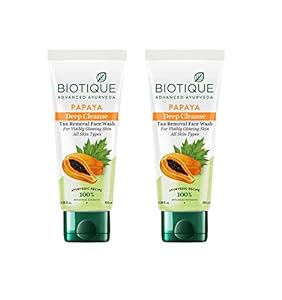 BIOTIQUE
ADVANCED AYURVEDA
PAPAYA
Deep Cleanse
Tan Removal Face Wash
For Visibly Glowing Skin
All Skin Types
AYURVEDIC RECIPE
100%
BIOTIQUE
ADVANCED AYURVEDA
PAPAYA
Deep Cleanse
Tan Removal Face Wash
For Visibly Glowing Skin
All Skin Types
AYURVEDIC RECIPE
100%